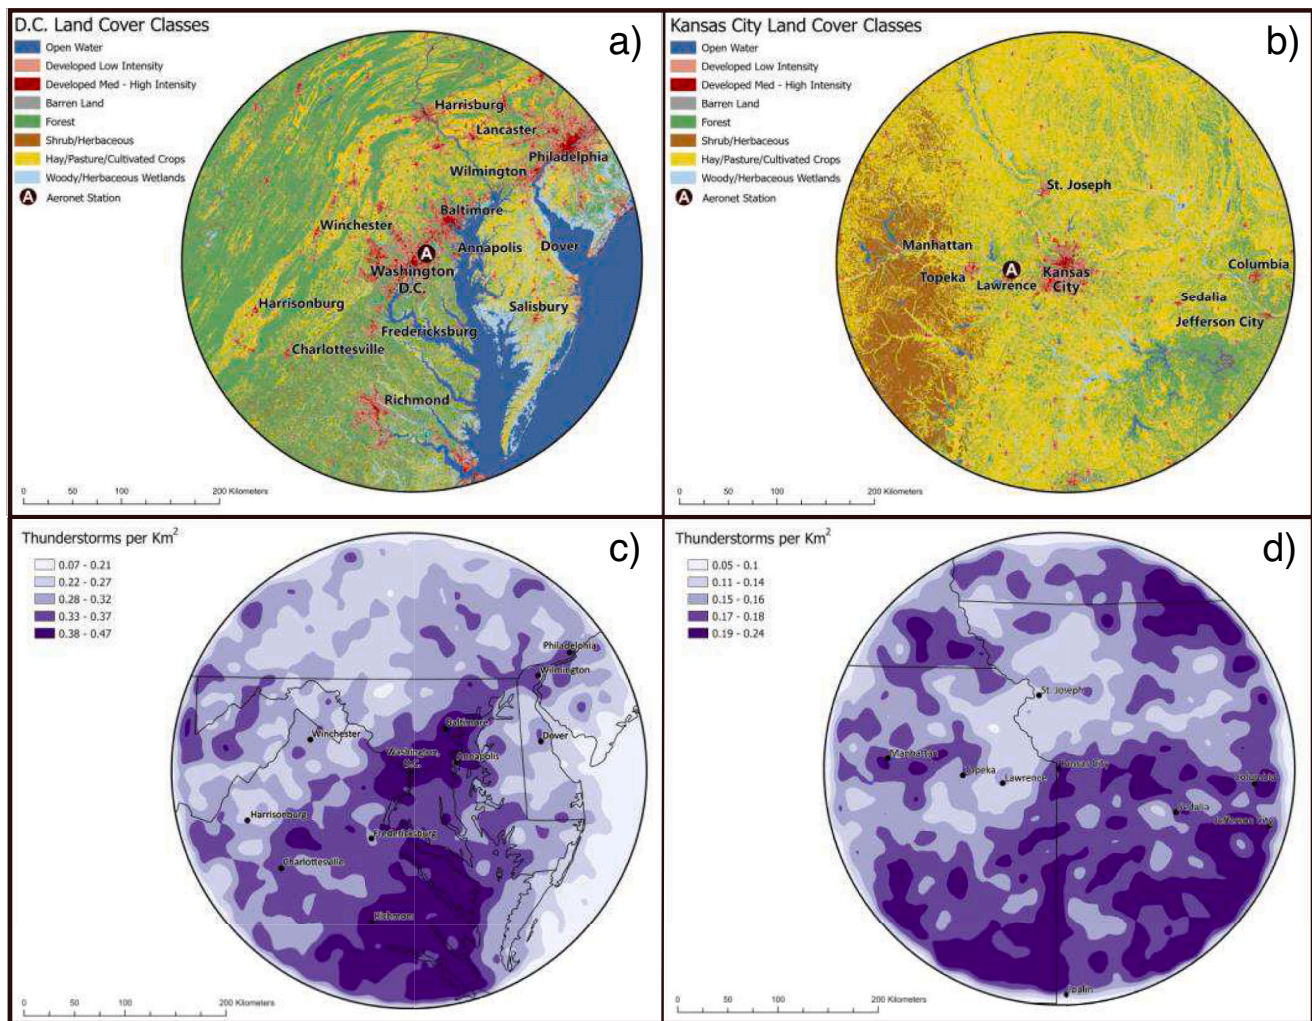 D.C. Land Cover Classes
a)
Open Water
Developed Low Intensity
Developed Med - High Intensity
Barren Land
Forest
Shrub/Herbaceous
Hay/Pasture/Cultivated Crops
Woody/Herbaceous Wetlands
A Aeronet Station
Harrisburg
Lancaster
Philadelphia
Wilmington
Baltimore
Winchester
A
Annapolis
Dover
Washington
D.C.
Harrisonburg
Salisbury
Fredericksburg
Charlottesville
Richmond
0 50 100 200 Kilometers
Kansas City Land Cover Classes
b)
Open Water
Developed Low Intensity
Developed Med - High Intensity
Barren Land
Forest
Shrub/Herbaceous
Hay/Pasture/Cultivated Crops
Woody/Herbaceous Wetlands
A Aeronet Station
St. Joseph
Manhattan
Topeka
A
Lawrence
Kansas
City
Columbia
Sedalia
Jefferson City
0 50 100 200 Kilometers
Thunderstorms per Km²
c)
0.07 - 0.21
0.22 - 0.27
0.28 - 0.32
0.33 - 0.37
0.38 - 0.47
Philadelphia
Wilmington
Baltimore
Winchester
Dover
Washington,
D.C.
Annapolis
Harrisonburg
Fredericksburg
Charlottesville
Richmond
0 50 100 200 Kilometers
Thunderstorms per Km²
d)
0.05 - 0.1
0.11 - 0.14
0.15 - 0.16
0.17 - 0.18
0.19 - 0.24
St. Joseph
Manhattan
Topeka
Lawrence
Kansas City
Columbia
Sedalia
Jefferson City
Joplin
0 50 100 200 Kilometers